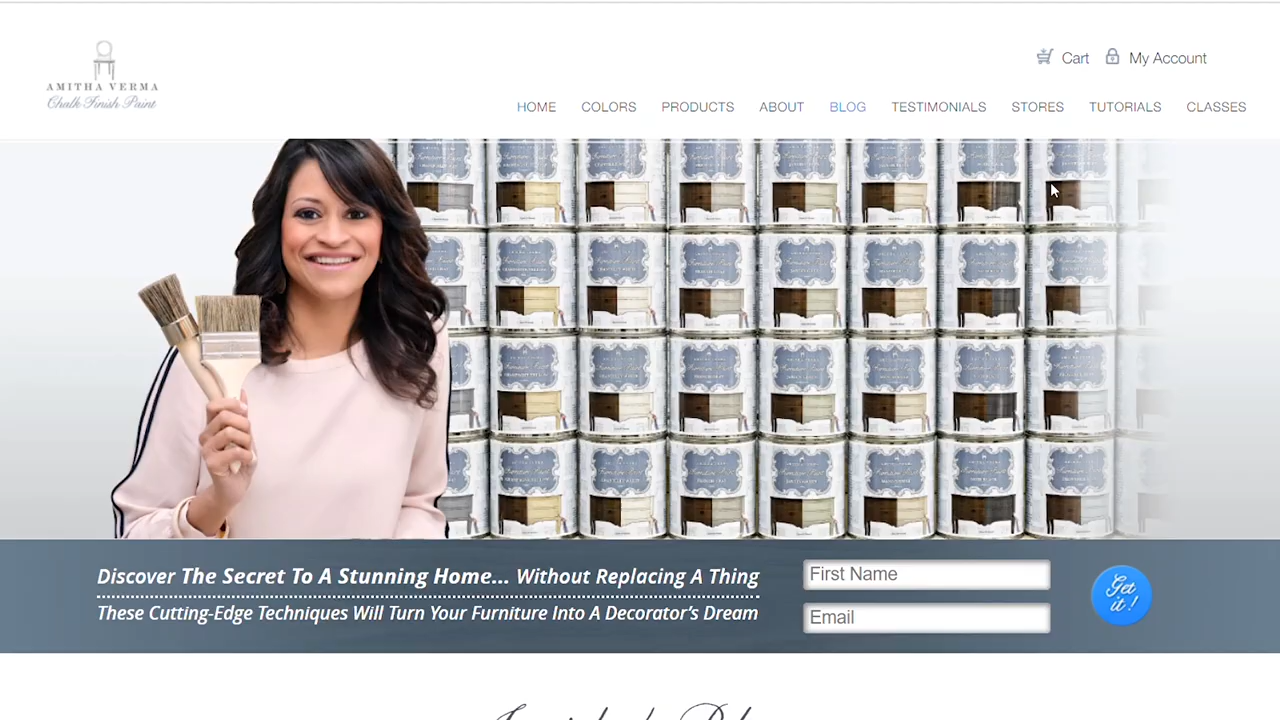 AMITHA VERMA
Chalk Finish Paint
Cart
My Account
HOME
COLORS
PRODUCTS
ABOUT
BLOG
TESTIMONIALS
STORES
TUTORIALS
CLASSES
Discover The Secret To A Stunning Home... Without Replacing A Thing
These Cutting-Edge Techniques Will Turn Your Furniture Into A Decorator's Dream
First Name
Email
Get it!